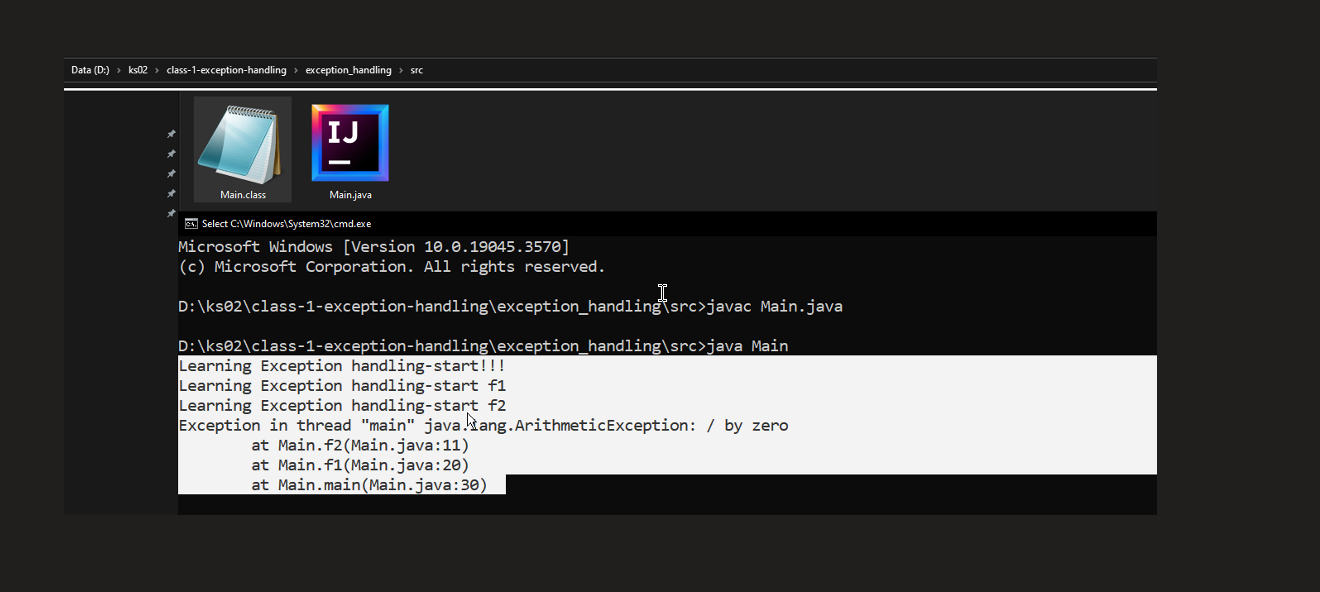 Data (D:) > ks02 > class-1-exception-handling > exception_handling > src
IJ
Main.class Main.java
Select C:\Windows\System32\cmd.exe
Microsoft Windows [Version 10.0.19045.3570]
(c) Microsoft Corporation. All rights reserved.
D:\ks02\class-1-exception-handling\exception_handling\src>javac Main.java
D:\ks02\class-1-exception-handling\exception_handling\src>java Main
Learning Exception handling-start!!!
Learning Exception handling-start f1
Learning Exception handling-start f2
Exception in thread "main" java.lang.ArithmeticException: / by zero
at Main.f2(Main.java:11)
at Main.f1(Main.java:20)
at Main.main(Main.java:30)